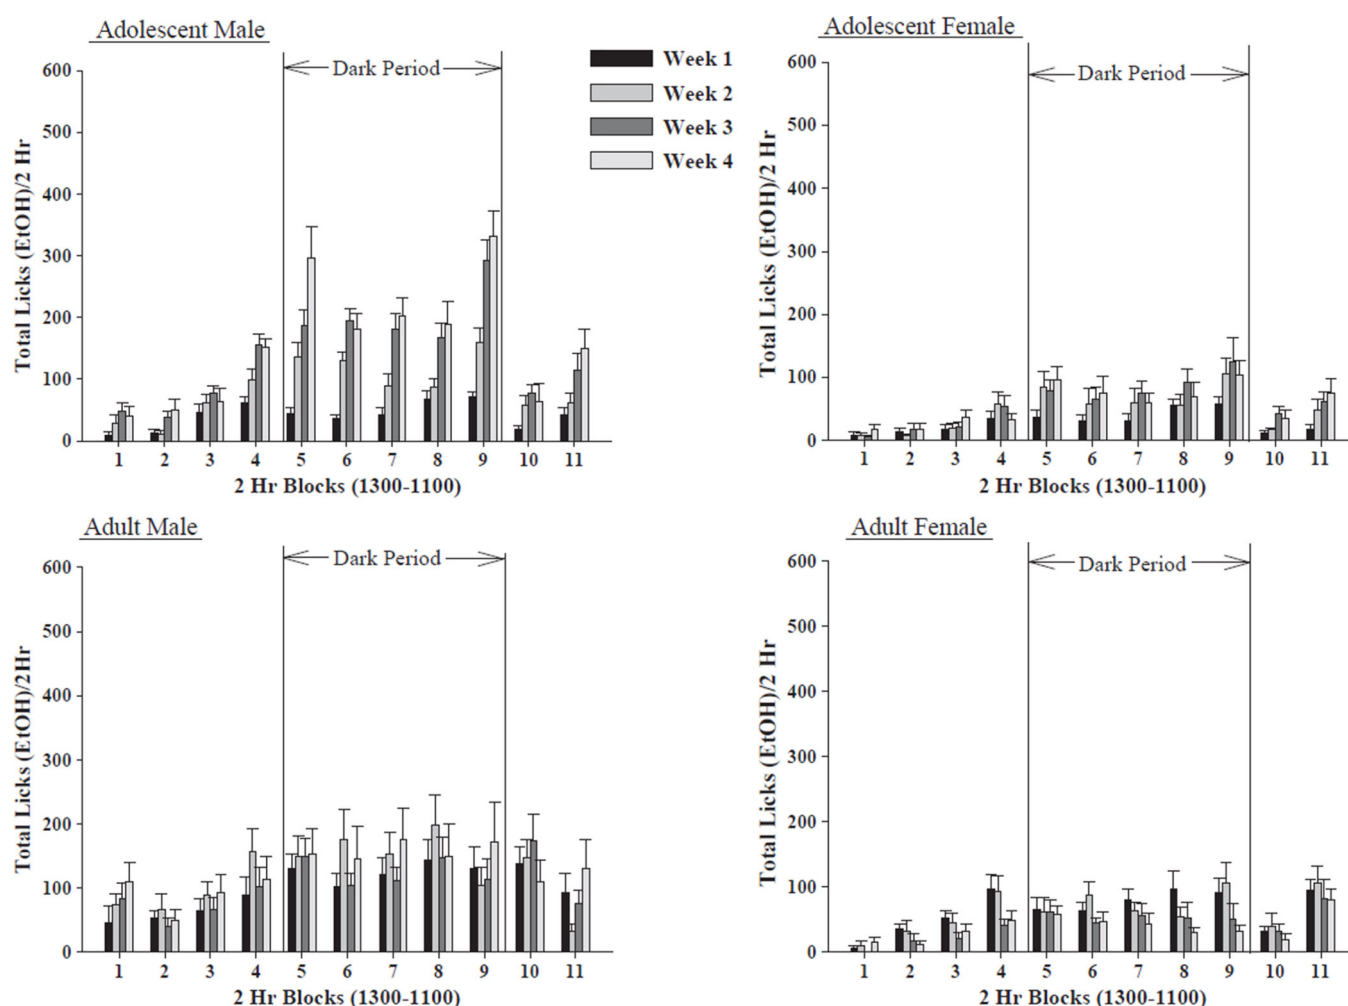 Adolescent Male
600
500
400
300
200
100
0
Total Licks (EtOH)/2 Hr
Dark Period
1 2 3 4 5 6 7 8 9 10 11
2 Hr Blocks (1300-1100)
Week 1
Week 2
Week 3
Week 4
Adolescent Female
600
500
400
300
200
100
0
Total Licks (EtOH)/2 Hr
Dark Period
1 2 3 4 5 6 7 8 9 10 11
2 Hr Blocks (1300-1100)
Adult Male
600
500
400
300
200
100
0
Total Licks (EtOH)/2Hr
Dark Period
1 2 3 4 5 6 7 8 9 10 11
2 Hr Blocks (1300-1100)
Adult Female
600
500
400
300
200
100
0
Total Licks (EtOH)/2 Hr
Dark Period
1 2 3 4 5 6 7 8 9 10 11
2 Hr Blocks (1300-1100)